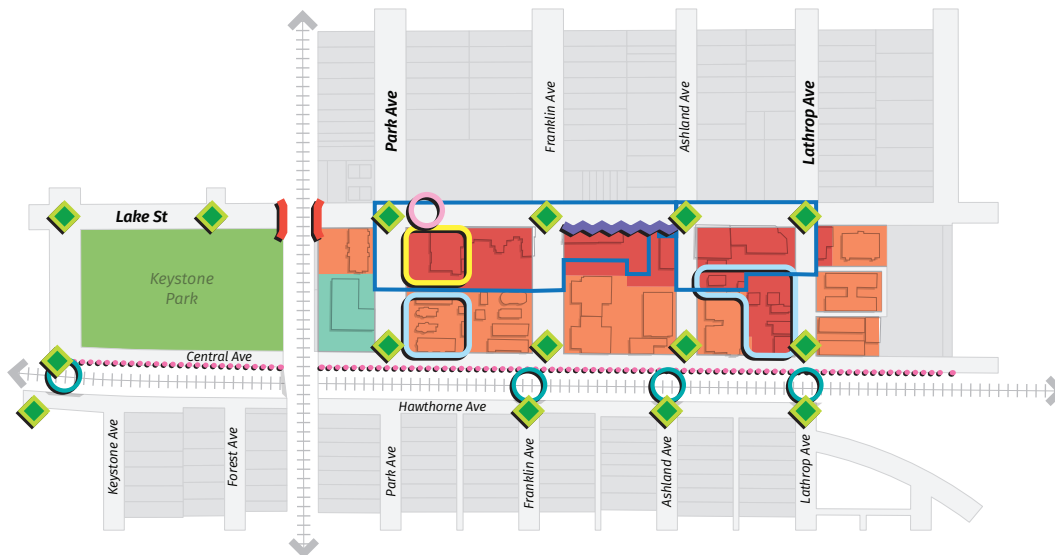 Park Ave
Franklin Ave
Ashland Ave
Lathrop Ave
Lake St
Keystone
Park
Central Ave
Hawthorne Ave
Keystone Ave
Forest Ave
Park Ave
Franklin Ave
Ashland Ave
Lathrop Ave